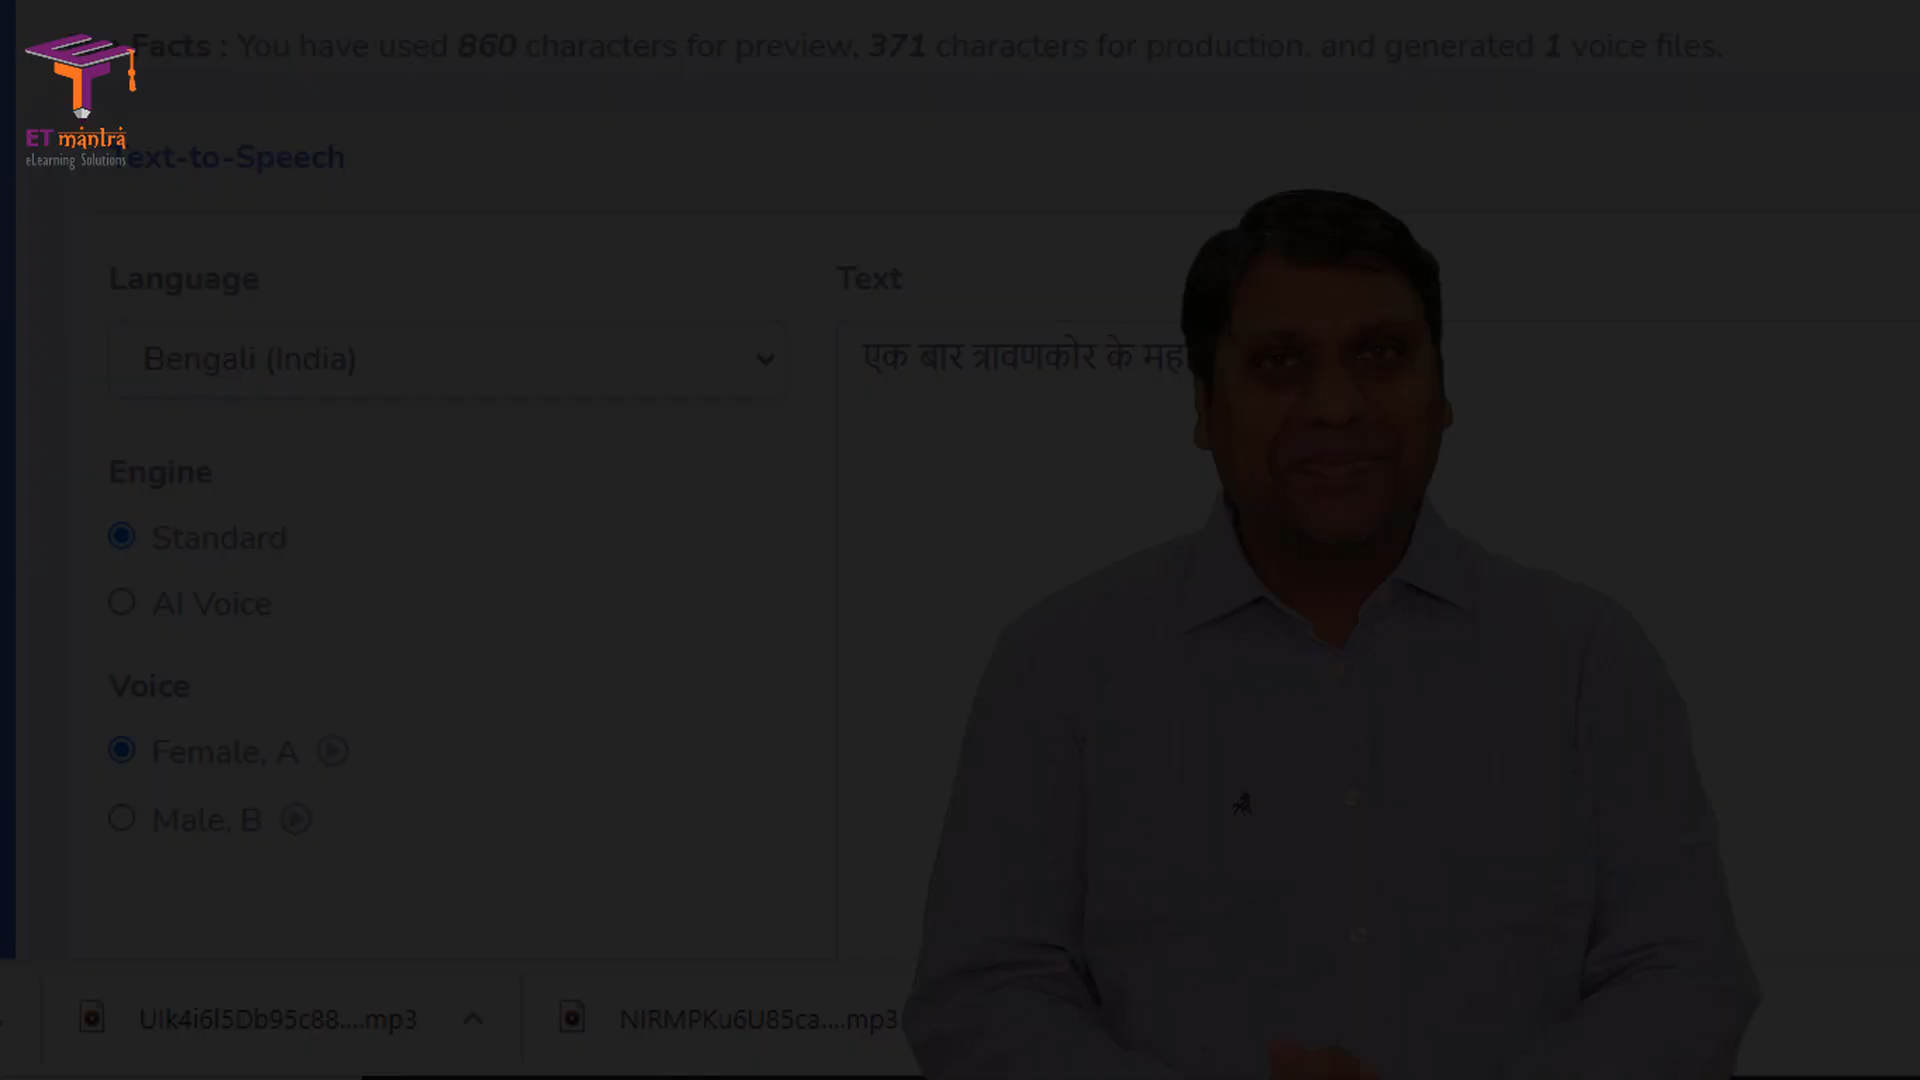 Facts : You have used 860 characters for preview, 371 characters for production. and generated 1 voice files.
ET mantra
eLearning Solutions
Text-to-Speech
Language
Text
Bengali (India)
एक बार त्रावणकोर के
Engine
Standard
AI Voice
Voice
Female, A
Male, B
Ulk4i6l5Db95c88....mp3
NIRMPKu6U85ca....mp3